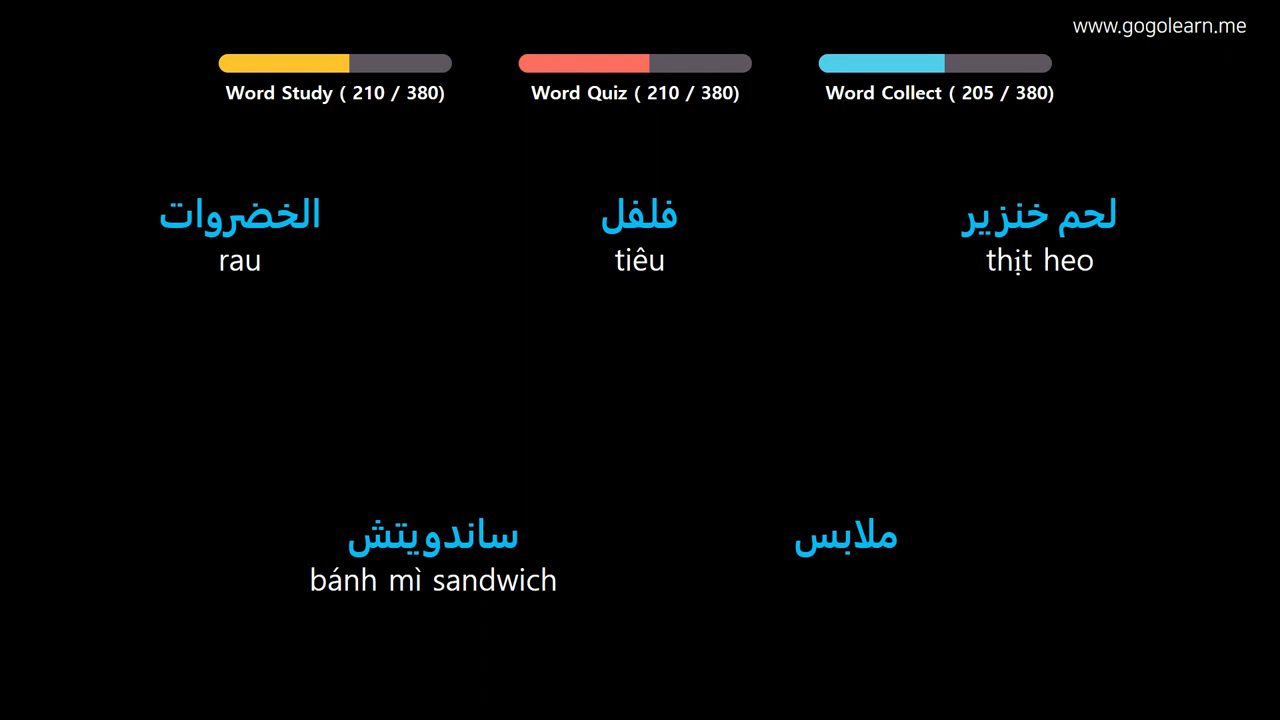 www.gogolearn.me
Word Study ( 210 / 380)
Word Quiz ( 210 / 380)
Word Collect ( 205 / 380)
الخضروات
rau
فلفل
tiêu
لحم خنزير
thịt heo
ساندويتش
bánh mì sandwich
ملابس